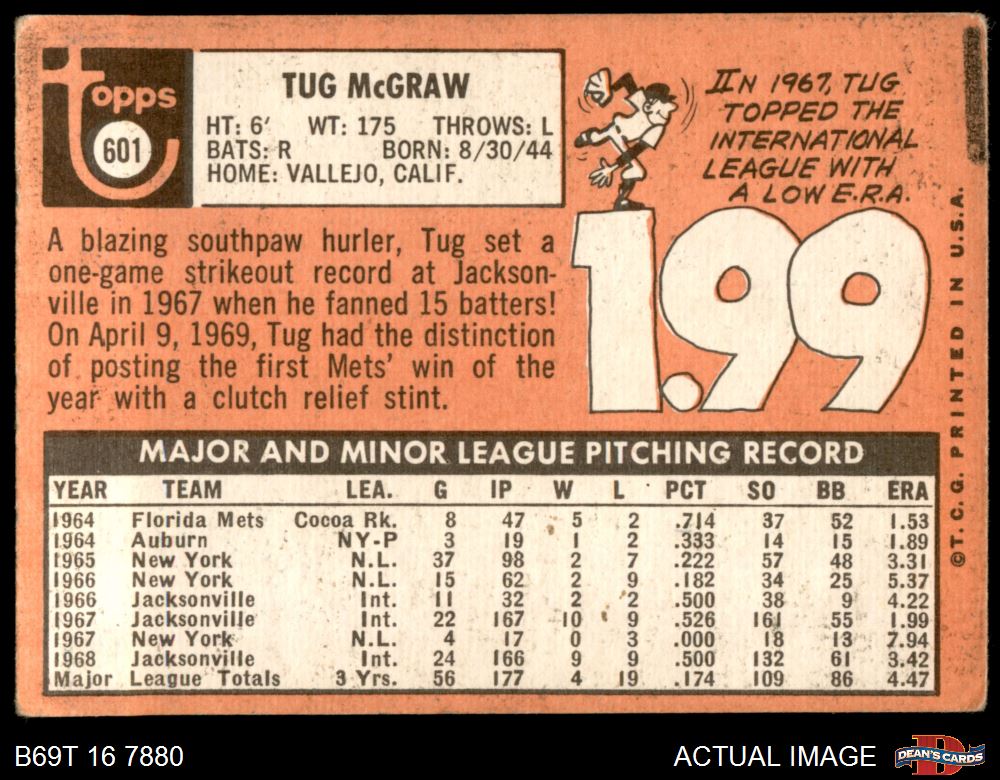 Topps
601
TUG McGRAW
HT: 6' WT: 175 THROWS: L
BATS: R BORN: 8/30/44
HOME: VALLEJO, CALIF.
IN 1967, TUG
TOPPED THE
INTERNATIONAL
LEAGUE WITH
A LOW E.R.A.
1.99
A blazing southpaw hurler, Tug set a
one-game strikeout record at Jackson-
ville in 1967 when he fanned 15 batters!
On April 9, 1969, Tug had the distinction
of posting the first Mets' win of the
year with a clutch relief stint.
©T.C.G. PRINTED IN U.S.A.
MAJOR AND MINOR LEAGUE PITCHING RECORD
YEAR TEAM LEA. G IP W L PCT SO BB ERA
1964 Florida Mets Cocoa Rk. 8 47 5 2 .714 37 52 1.53
1964 Auburn NY-P 3 19 1 2 .333 14 15 1.89
1965 New York N.L. 37 98 2 7 .222 57 48 3.31
1966 New York N.L. 15 62 2 9 .182 34 25 5.37
1966 Jacksonville Int. 11 32 2 2 .500 38 9 4.22
1967 Jacksonville Int. 22 167 10 9 .526 161 55 1.99
1967 New York N.L. 4 17 0 3 .000 18 13 7.94
1968 Jacksonville Int. 24 166 9 9 .500 132 61 3.42
Major League Totals 3 Yrs. 56 177 4 19 .174 109 86 4.47
B69T 16 7880
ACTUAL IMAGE
DEAN'S CARDS